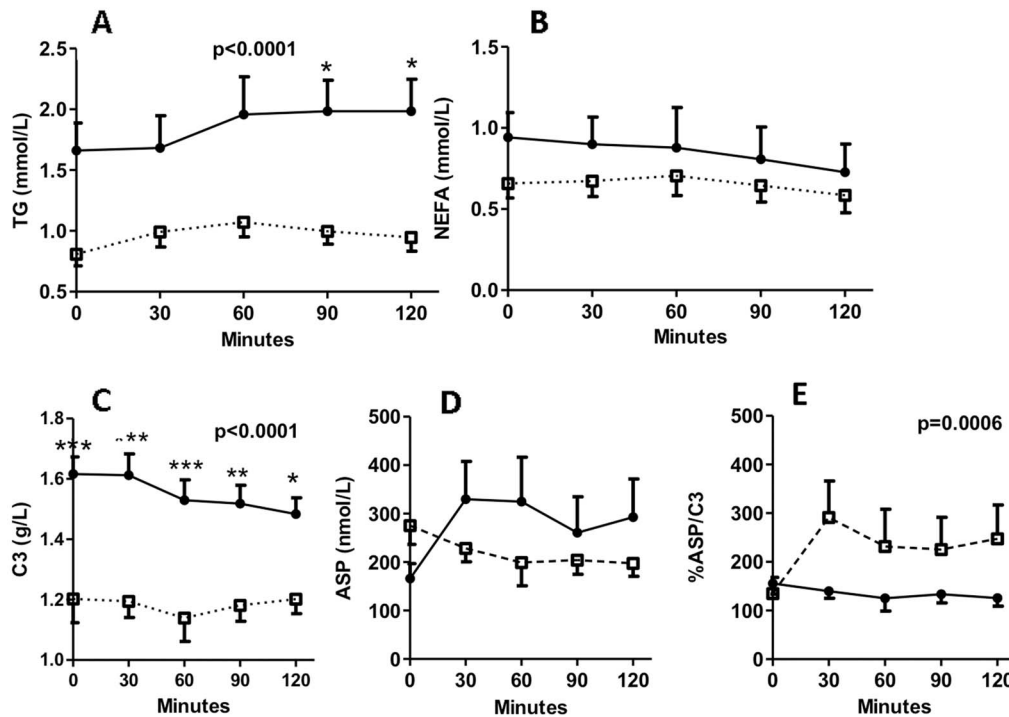 A
p<0.0001
* *
TG (mmol/L)
2.5
2.0
1.5
1.0
0.5
0 30 60 90 120
Minutes
B
NEFA (mmol/L)
1.5
1.0
0.5
0.0
0 30 60 90 120
Minutes
C
p<0.0001
*** *** ** *
C3 (g/L)
1.8
1.6
1.4
1.2
1.0
0 30 60 90 120
Minutes
D
ASP (nmol/L)
500
400
300
200
100
0
0 30 60 90 120
Minutes
E
p=0.0006
%ASP/C3
500
400
300
200
100
0
0 30 60 90 120
Minutes